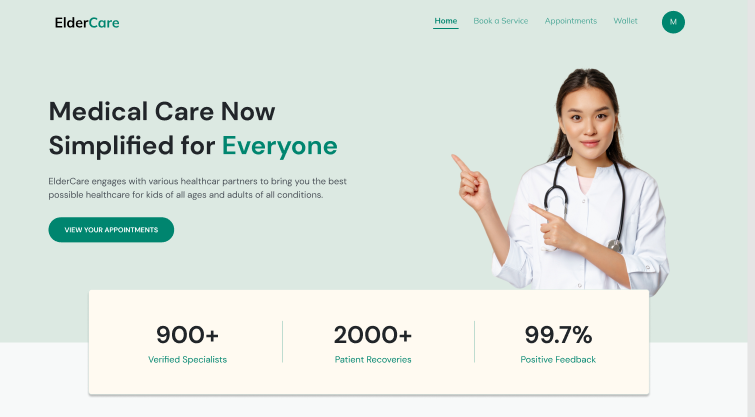 ElderCare
Home
Book a Service
Appointments
Wallet
M
Medical Care Now
Simplified for Everyone
ElderCare engages with various healthcar partners to bring you the best
possible healthcare for kids of all ages and adults of all conditions.
VIEW YOUR APPOINTMENTS
900+
Verified Specialists
2000+
Patient Recoveries
99.7%
Positive Feedback